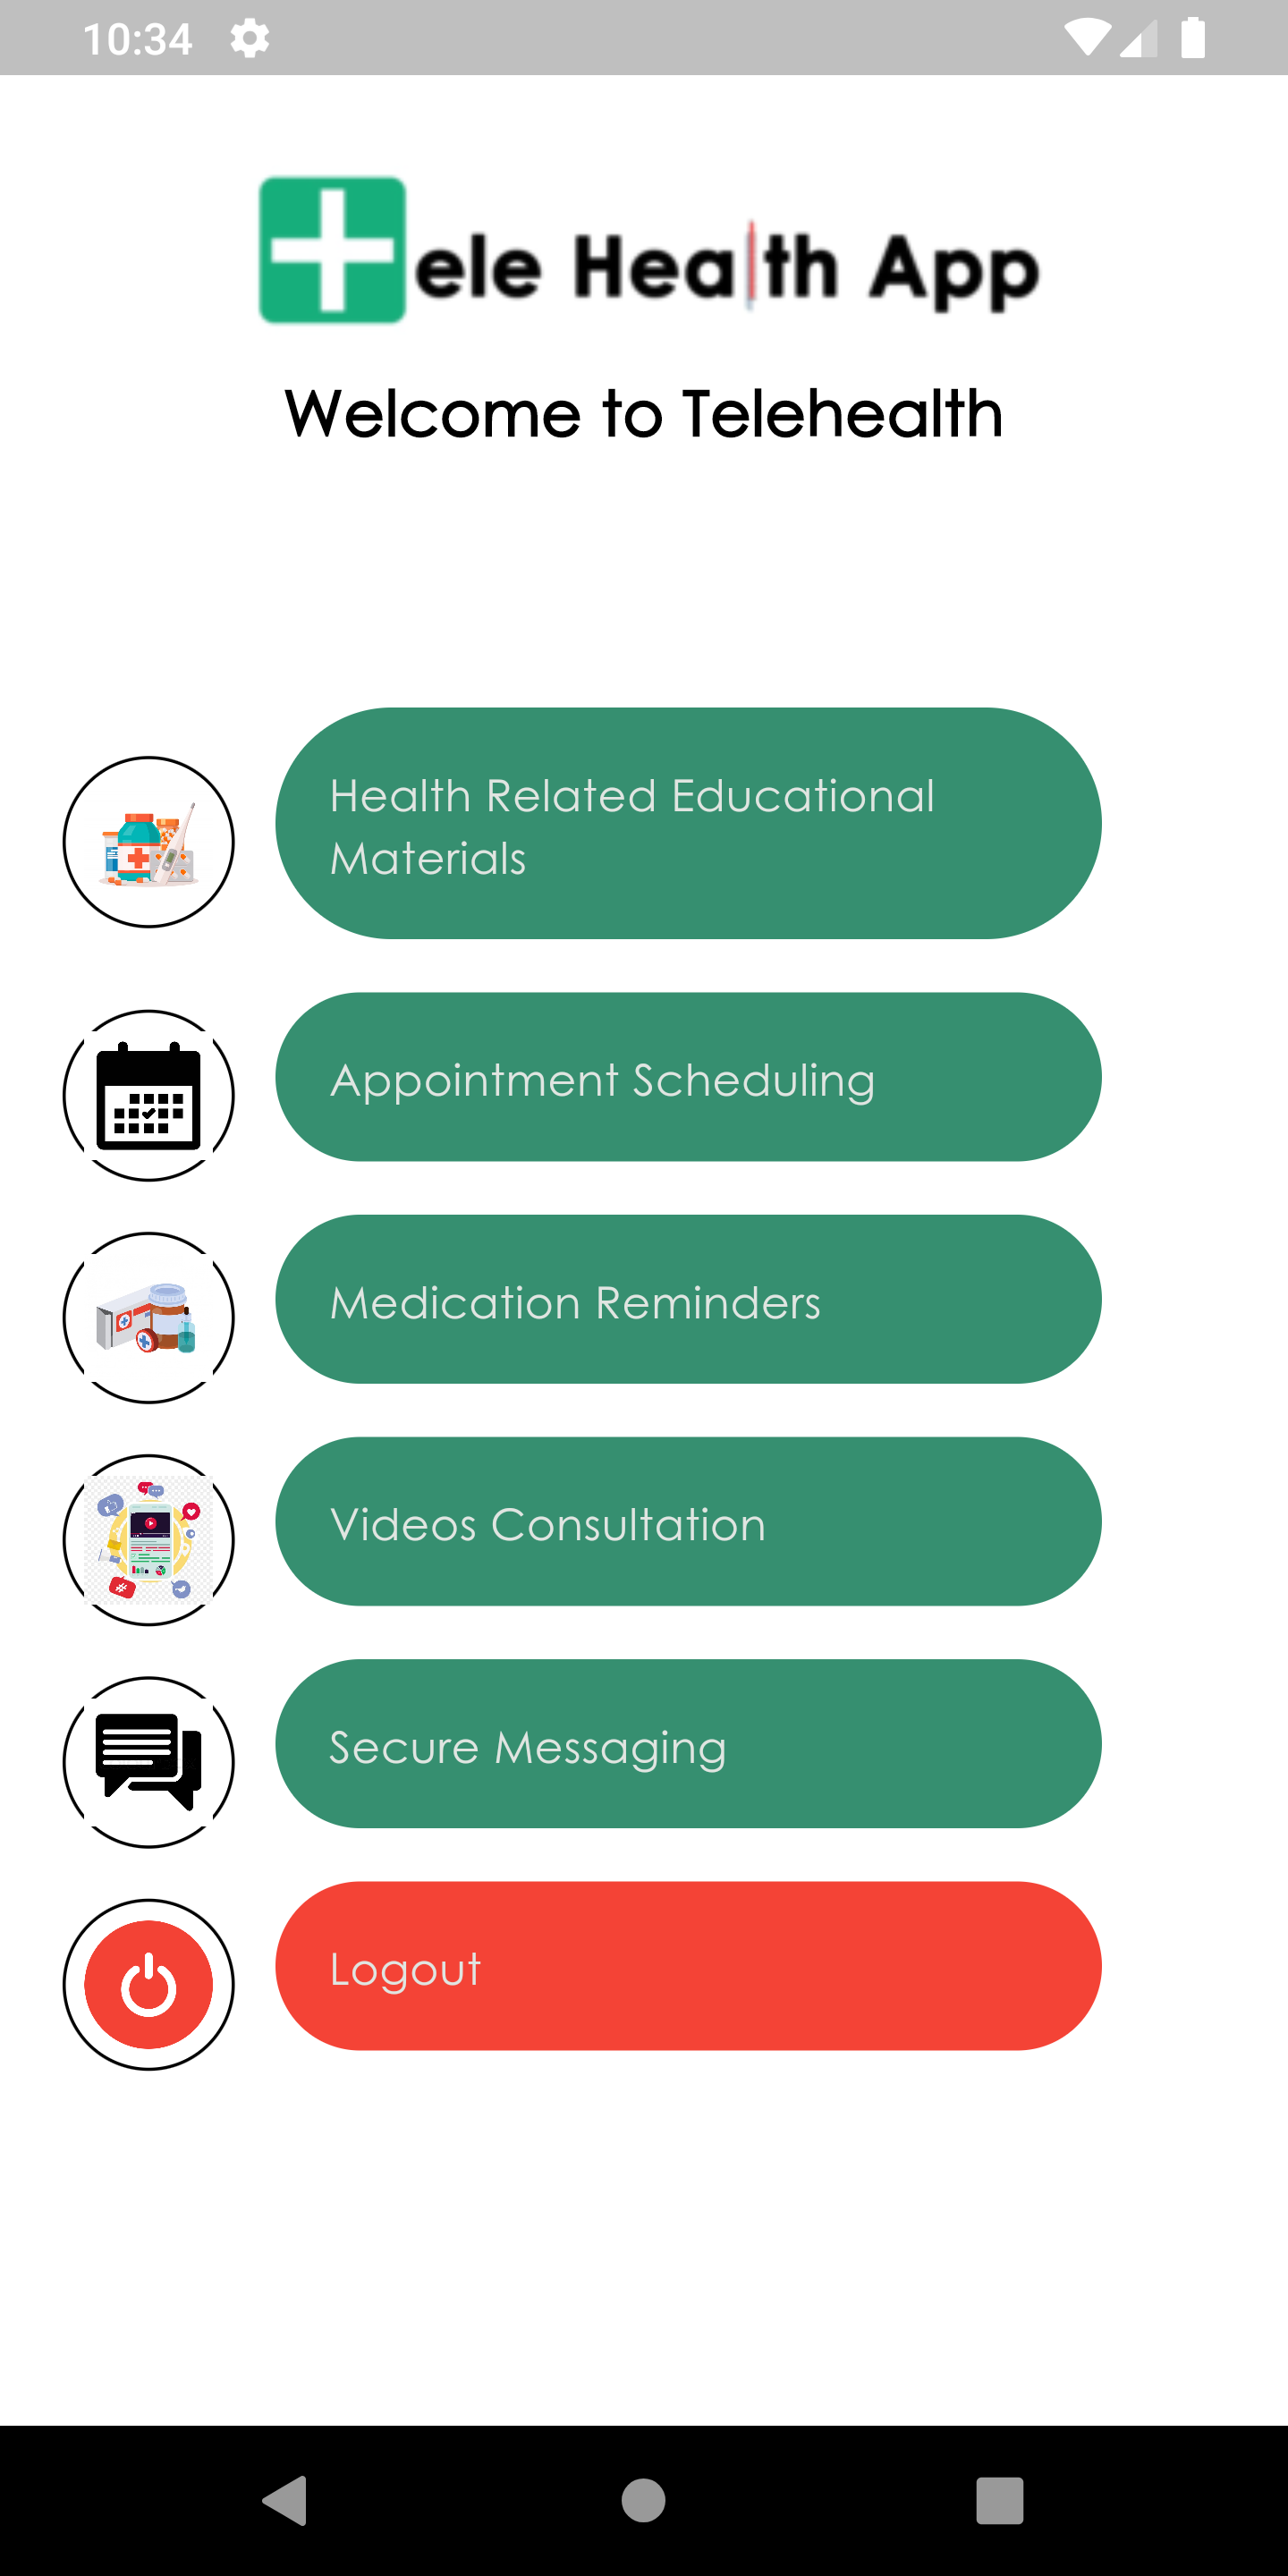 10:34
ele Health App
Welcome to Telehealth
Health Related Educational
Materials
Appointment Scheduling
Medication Reminders
Videos Consultation
Secure Messaging
Logout